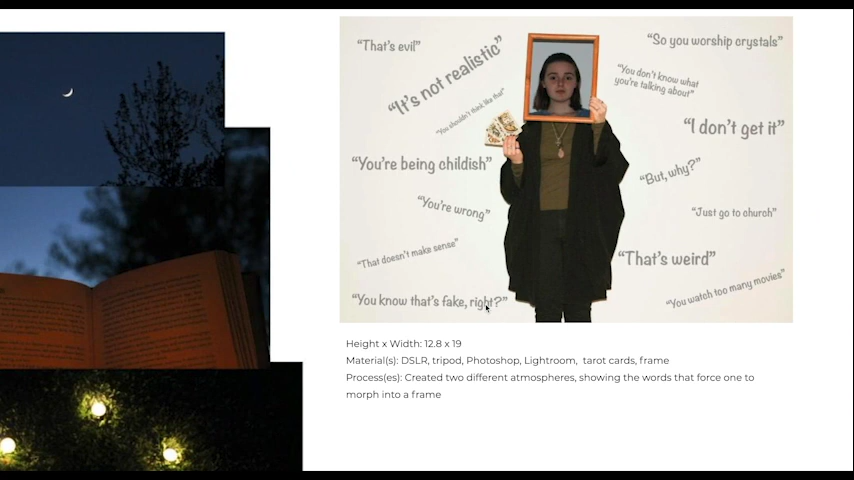 “That's evil”
“So you worship crystals”
“It's not realistic”
“You don't know what
you're talking about”
“You shouldn't think like that”
“I don't get it”
“You're being childish”
“But, why?”
“You're wrong”
“Just go to church”
“That doesn't make sense”
“That's weird”
“You watch too many movies”
“You know that's fake, right?”
Height x Width: 12.8 x 19
Material(s): DSLR, tripod, Photoshop, Lightroom, tarot cards, frame
Process(es): Created two different atmospheres, showing the words that force one to
morph into a frame